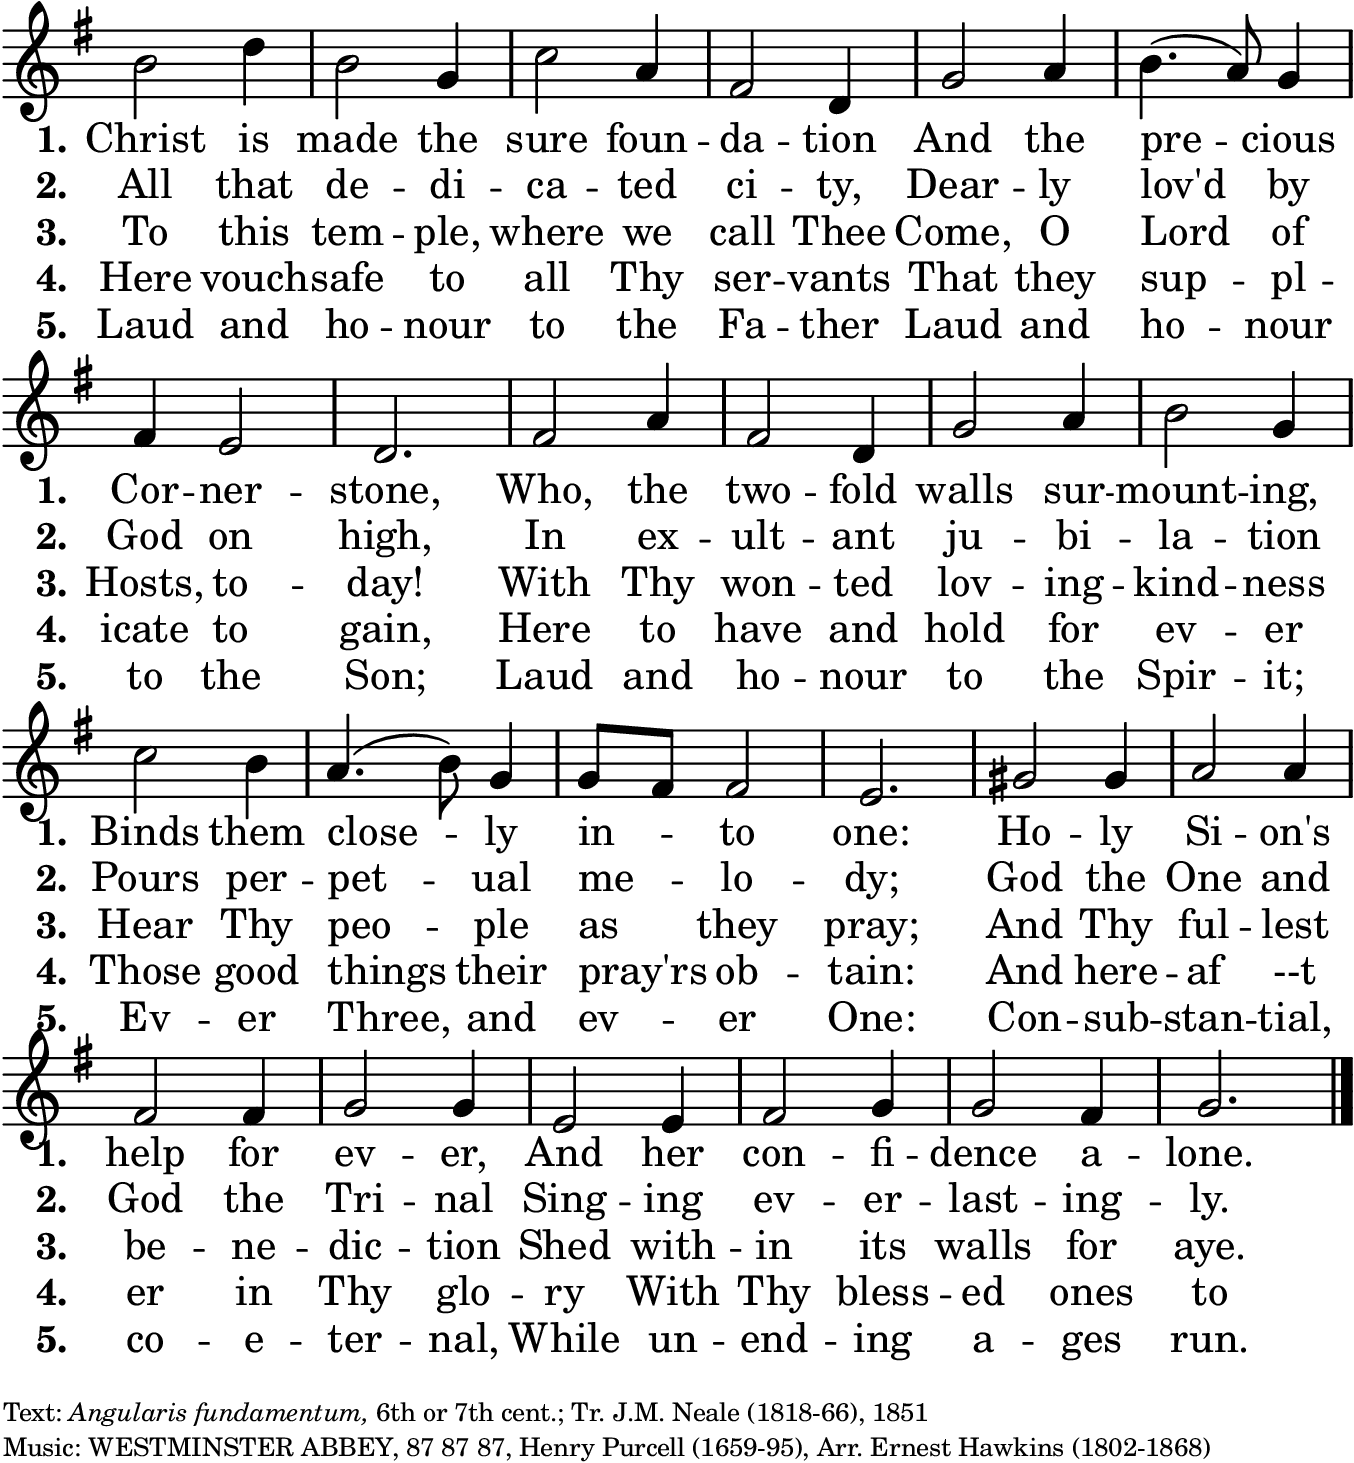 1. Christ is made the sure foun - da - tion And the pre - cious
2. All that de - di - ca - ted ci - ty, Dear - ly lov'd by
3. To this tem - ple, where we call Thee Come, O Lord of
4. Here vouchsafe to all Thy ser - vants That they sup - pl -
5. Laud and ho - nour to the Fa - ther Laud and ho - nour
1. Cor - ner - stone, Who, the two - fold walls sur - mount - ing,
2. God on high, In ex - ult - ant ju - bi - la - tion
3. Hosts, to - day! With Thy won - ted lov - ing - kind - ness
4. icate to gain, Here to have and hold for ev - er
5. to the Son; Laud and ho - nour to the Spir - it;
1. Binds them close - ly in - to one: Ho - ly Si - on's
2. Pours per - pet - ual me - lo - dy; God the One and
3. Hear Thy peo - ple as they pray; And Thy ful - lest
4. Those good things their pray'rs ob - tain: And here - af --t
5. Ev - er Three, and ev - er One: Con - sub - stan - tial,
1. help for ev - er, And her con - fi - dence a - lone.
2. God the Tri - nal Sing - ing ev - er - last - ing - ly.
3. be - ne - dic - tion Shed with - in its walls for aye.
4. er in Thy glo - ry With Thy bless - ed ones to
5. co - e - ter - nal, While un - end - ing a - ges run.
Text: Angularis fundamentum, 6th or 7th cent.; Tr. J.M. Neale (1818-66), 1851
Music: WESTMINSTER ABBEY, 87 87 87, Henry Purcell (1659-95), Arr. Ernest Hawkins (1802-1868)